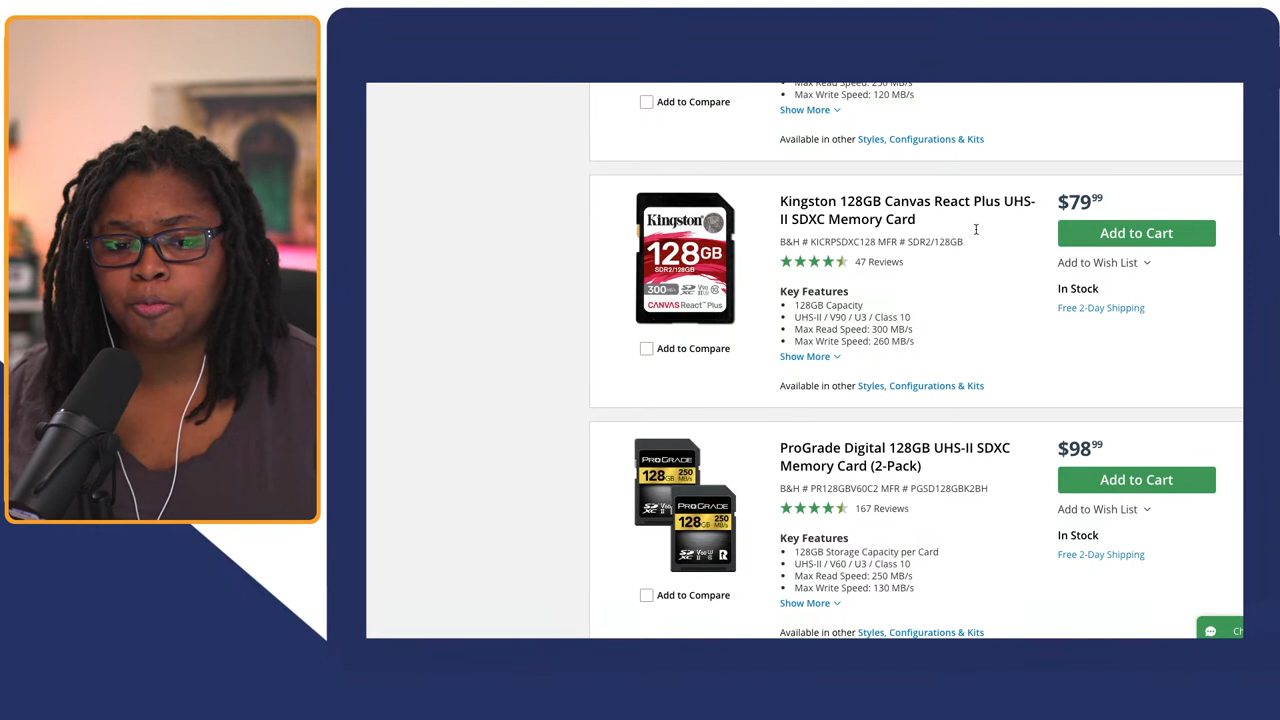 Max Read Speed: 250 MB/s
Max Write Speed: 120 MB/s
Add to Compare
Show More
Available in other Styles, Configurations & Kits
Kingston
128GB
SDR2/128GB
300
CANVAS React Plus
Add to Compare
Kingston 128GB Canvas React Plus UHS-
II SDXC Memory Card
B&H # KICRPSDXC128 MFR # SDR2/128GB
47 Reviews
Key Features
128GB Capacity
UHS-II / V90 / U3 / Class 10
Max Read Speed: 300 MB/s
Max Write Speed: 260 MB/s
Show More
Available in other Styles, Configurations & Kits
$79 99
Add to Cart
Add to Wish List
In Stock
Free 2-Day Shipping
PROGRADE
128GB 250 MB/s
PROGRADE
128GB 250 MB/s
Add to Compare
ProGrade Digital 128GB UHS-II SDXC
Memory Card (2-Pack)
B&H # PR128GBV60C2 MFR # PGSD128GBK2BH
167 Reviews
Key Features
128GB Storage Capacity per Card
UHS-II / V60 / U3 / Class 10
Max Read Speed: 250 MB/s
Max Write Speed: 130 MB/s
Show More
Available in other Styles, Configurations & Kits
$98 99
Add to Cart
Add to Wish List
In Stock
Free 2-Day Shipping